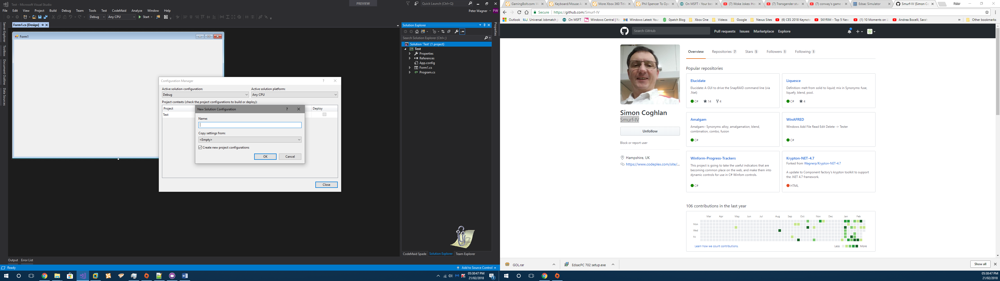 Test - Microsoft Visual Studio
PREVIEW
Quick Launch (Ctrl+Q)
File Edit View Project Build Debug Team Tools Test CodeMaid Analyze Window Help
Peter Wagner PW
Debug Any CPU Start
Server Explorer
Toolbox
Document Outline
Data Sources
Form1.cs [Design]
Form1
Configuration Manager
Active solution configuration: Active solution platform:
Debug Any CPU
Project contexts (check the project configurations to build or deploy):
Project Deploy
Test
New Solution Configuration
Name:
Copy settings from:
<Empty>
Create new project configurations
OK Cancel
Close
Solution Explorer
Search Solution Explorer (Ctrl+;)
Solution 'Test' (1 project)
Test
Properties
References
App.config
Form1.cs
Program.cs
Properties
CodeMaid Spade Solution Explorer Team Explorer
Output Error List
Ready
Add to Source Control
05:30:47 PM
21/02/2018
3
GamingBolt.com: Vi
Keyboard/Mouse Au
More Xbox 360 Title
Phil Spencer To Ope
On MSFT - Your bes
(7) Woke Jokes: Ho
(7) Transgender stu
(7) conway's game
Edsac Simulator
Smurf-IV (Simon Co
Peter
Secure https://github.com/Smurf-IV
Outlook Universal Jobmatch j On MSFT Windows Central | Ne Windows Latest: Your 0patch Blog Xbox One Videos Google Nexus Sites (6) CES 2018 Keynote SKYRIM - Top 5 New (1) 10 Moments on Li Andrea Bocelli, Sarah » Other bookmarks
Search GitHub
Pull requests Issues Marketplace Explore
Overview Repositories 7 Stars 5 Followers 1 Following 1
Simon Coghlan
Smurf-IV
Unfollow
Block or report user
Hampshire, UK
https://www.codeplex.com/site/...
Popular repositories
Elucidate
Elucidate: A GUI to drive the SnapRAID command line (via
.Net)
C# 14 4
Liquesce
Definition: melt from solid to liquid; mix in Synonyms: fuse,
liquefy, blend, pool.
C# 4
Amalgam
Amalgam:- Synonyms: alloy, amalgamation, blend,
combination, combo, fusion
C#
WinAFRED
Windows Add File Read Edit Delete -> Tester
C#
Winform-Progress-Trackers
This project is going to take the useful indicators that are
becoming common place on the web, and make them into
dynamic controls for use in C# Winfom controls.
C#
Krypton-NET-4.7
Forked from Wagnerp/Krypton-NET-4.7
A update to Component factory's krypton toolkit to support
the .NET 4.7 framework.
HTML
106 contributions in the last year
Mar Apr May Jun Jul Aug Sep Oct Nov Dec Jan Feb
Mon
Wed
Fri
Learn how we count contributions.
Less More
GOL.rar
EdsacPC 702 setup.exe
Show all
05:30:47 PM
21/02/2018